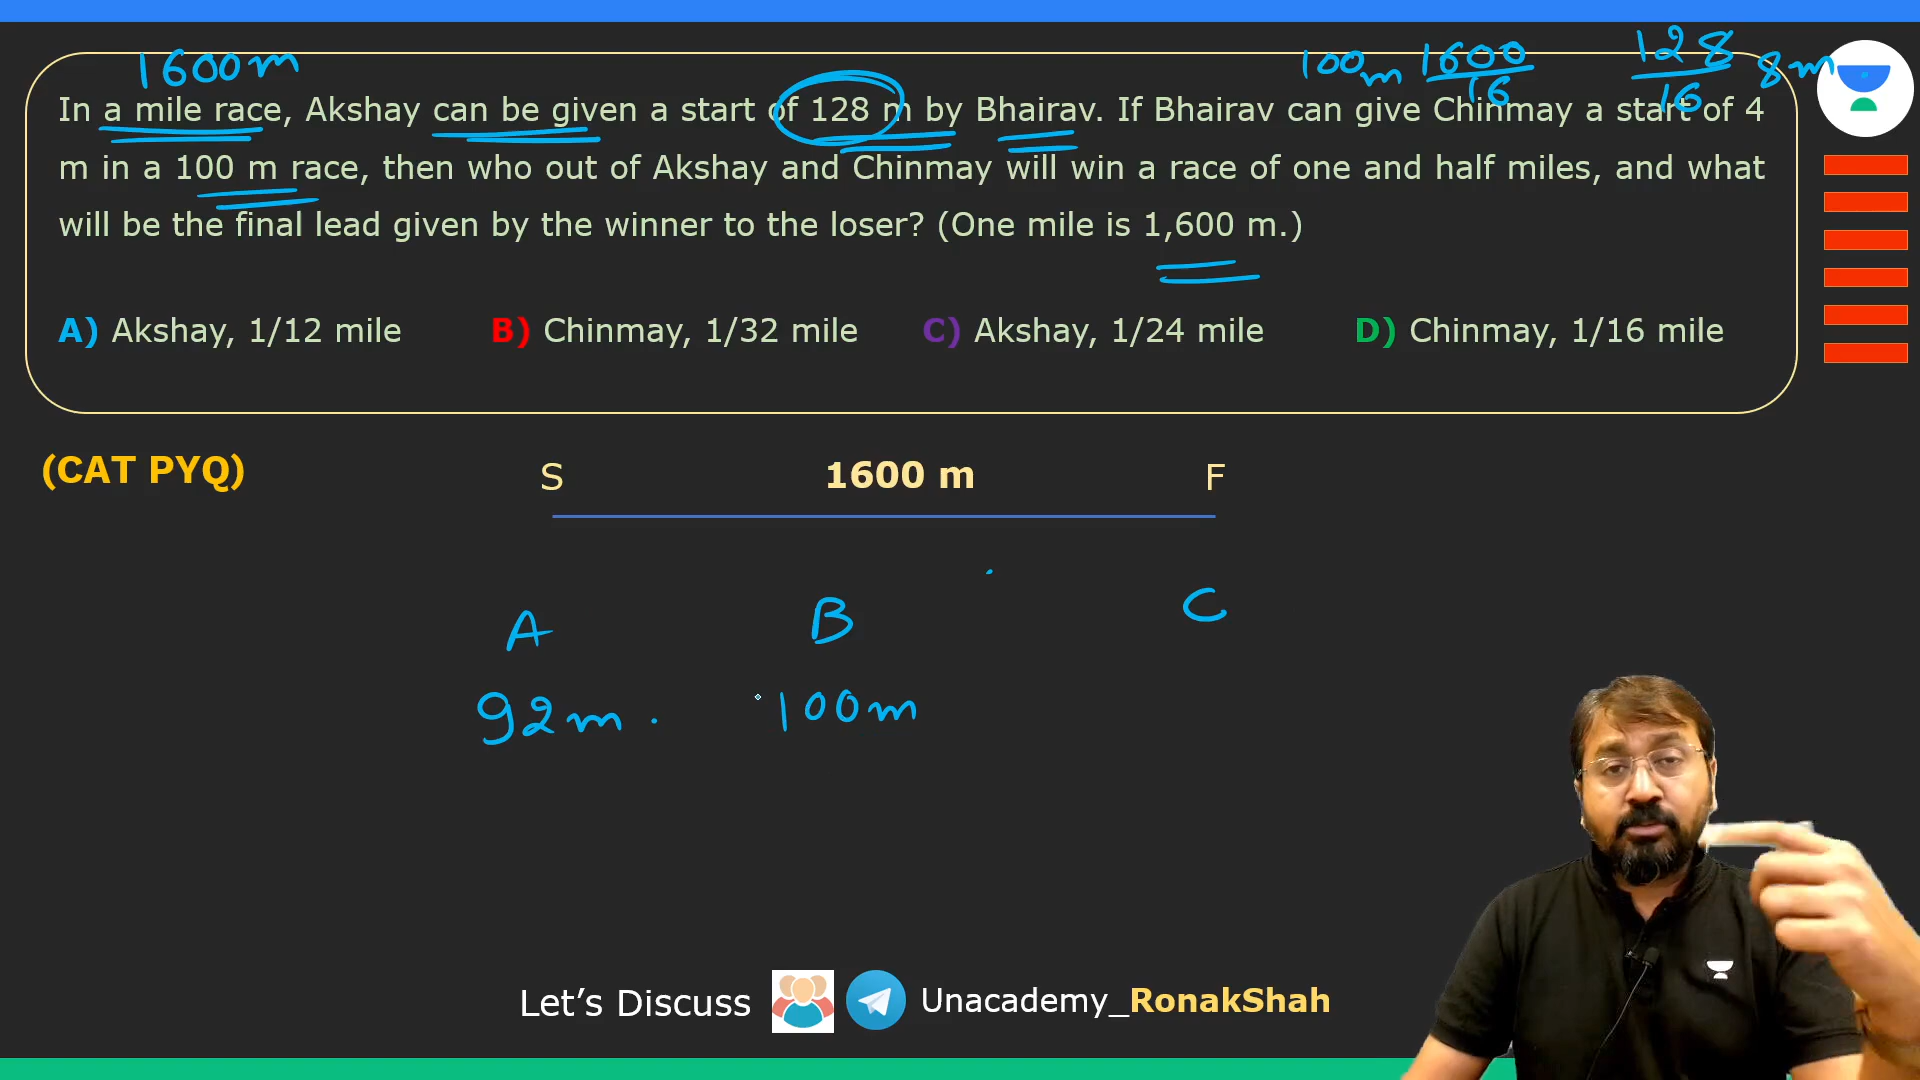 1600m
100m 1600/16 128/16 8m
In a mile race, Akshay can be given a start of 128 m by Bhairav. If Bhairav can give Chinmay a start of 4
m in a 100 m race, then who out of Akshay and Chinmay will win a race of one and half miles, and what
will be the final lead given by the winner to the loser? (One mile is 1,600 m.)
A) Akshay, 1/12 mile B) Chinmay, 1/32 mile C) Akshay, 1/24 mile D) Chinmay, 1/16 mile
(CAT PYQ)
S 1600 m F
A B C
92m 100m
Let’s Discuss Unacademy_RonakShah